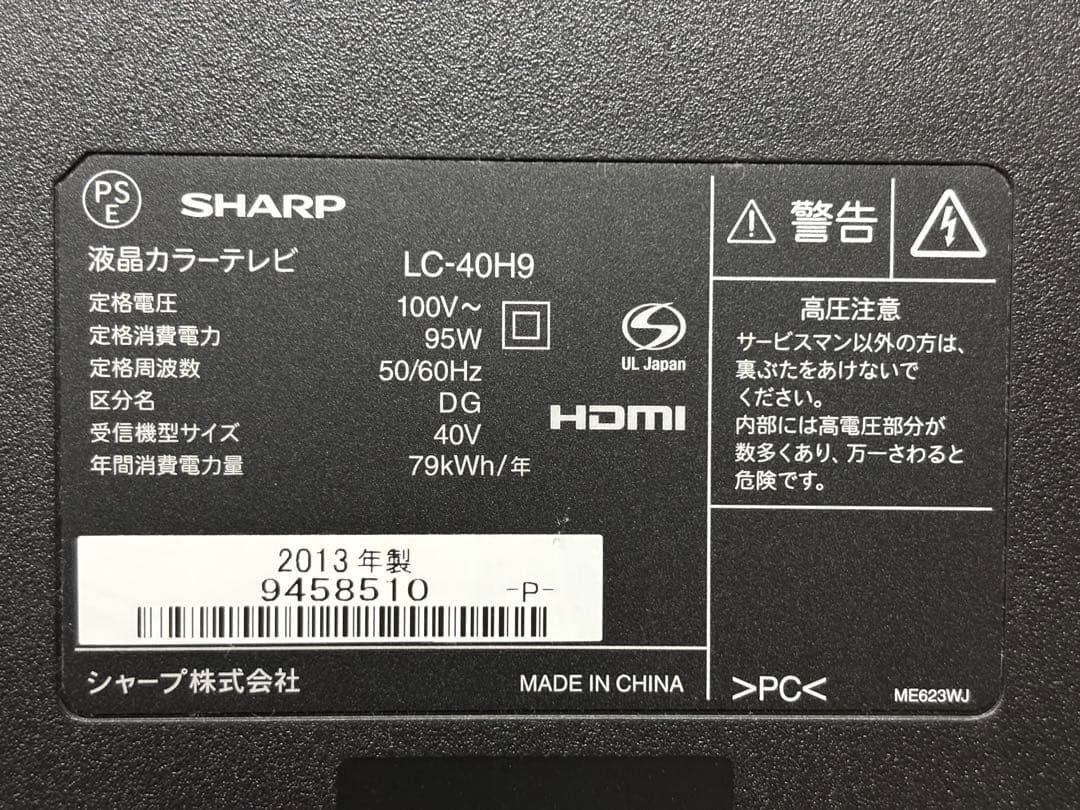 PS
E
SHARP
液晶カラーテレビ LC-40H9
定格電圧 100V～
定格消費電力 95W
定格周波数 50/60Hz
区分名 DG
受信機型サイズ 40V
年間消費電力量 79kWh/年
UL Japan
HDMI
2013年製
9458510 -P-
シャープ株式会社
MADE IN CHINA
警告
高圧注意
サービスマン以外の方は、
裏ぶたをあけないで
ください。
内部には高電圧部分が
数多くあり、万一さわると
危険です。
>PC<
ME623WJ